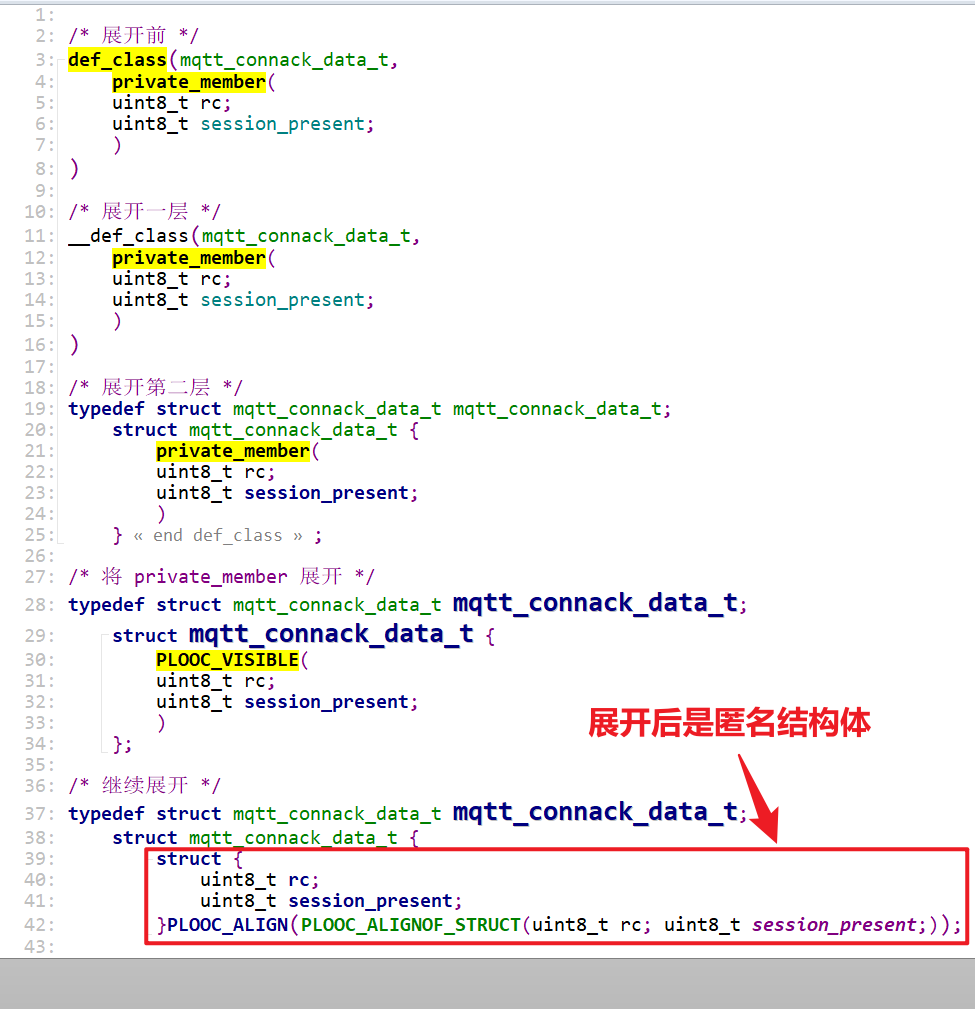 1:
2: /* 展开前 */
3: def_class(mqtt_connack_data_t,
4: private_member(
5: uint8_t rc;
6: uint8_t session_present;
7: )
8: )
9:
10: /* 展开一层 */
11: __def_class(mqtt_connack_data_t,
12: private_member(
13: uint8_t rc;
14: uint8_t session_present;
15: )
16: )
17:
18: /* 展开第二层 */
19: typedef struct mqtt_connack_data_t mqtt_connack_data_t;
20: struct mqtt_connack_data_t {
21: private_member(
22: uint8_t rc;
23: uint8_t session_present;
24: )
25: } « end def_class » ;
26:
27: /* 将 private_member 展开 */
28: typedef struct mqtt_connack_data_t mqtt_connack_data_t;
29: struct mqtt_connack_data_t {
30: PLOOC_VISIBLE(
31: uint8_t rc;
32: uint8_t session_present;
33: )
34: };
展开后是匿名结构体
35:
36: /* 继续展开 */
37: typedef struct mqtt_connack_data_t mqtt_connack_data_t;
38: struct mqtt_connack_data_t {
39: struct {
40: uint8_t rc;
41: uint8_t session_present;
42: }PLOOC_ALIGN(PLOOC_ALIGNOF_STRUCT(uint8_t rc; uint8_t session_present;));
43: